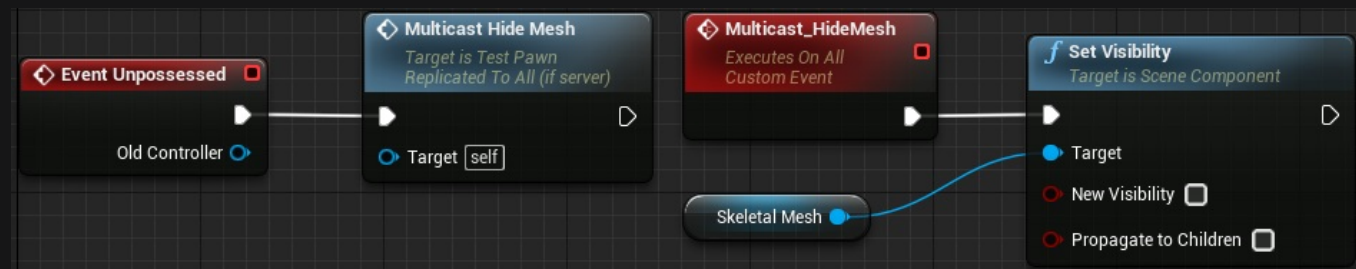 Event Unpossessed
Old Controller
Multicast Hide Mesh
Target is Test Pawn
Replicated To All (if server)
Target self
Multicast_HideMesh
Executes On All
Custom Event
Skeletal Mesh
f Set Visibility
Target is Scene Component
Target
New Visibility
Propagate to Children